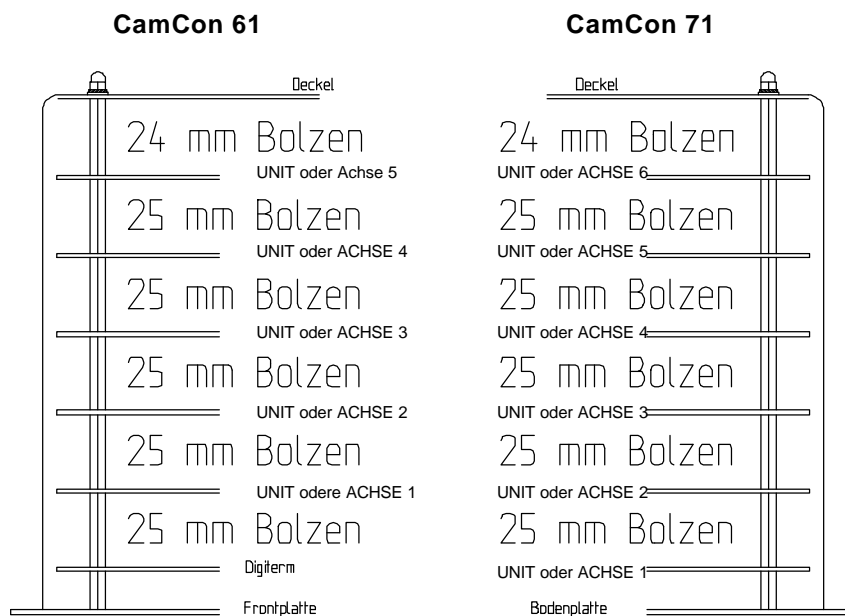 CamCon 61
Deckel
24 mm Bolzen
UNIT oder Achse 5
25 mm Bolzen
UNIT oder ACHSE 4
25 mm Bolzen
UNIT oder ACHSE 3
25 mm Bolzen
UNIT oder ACHSE 2
25 mm Bolzen
UNIT odere ACHSE 1
25 mm Bolzen
Digiterm
Frontplatte
CamCon 71
Deckel
24 mm Bolzen
UNIT oder ACHSE 6
25 mm Bolzen
UNIT oder ACHSE 5
25 mm Bolzen
UNIT oder ACHSE 4
25 mm Bolzen
UNIT oder ACHSE 3
25 mm Bolzen
UNIT oder ACHSE 2
25 mm Bolzen
UNIT oder ACHSE 1
Bodenplatte